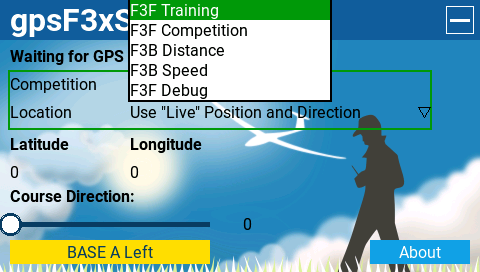 gpsF3xS
F3F Training
F3F Competition
F3B Distance
F3B Speed
F3F Debug
Waiting for GPS
Competition
Location Use "Live" Position and Direction
Latitude Longitude
0 0
Course Direction:
0
BASE A Left About